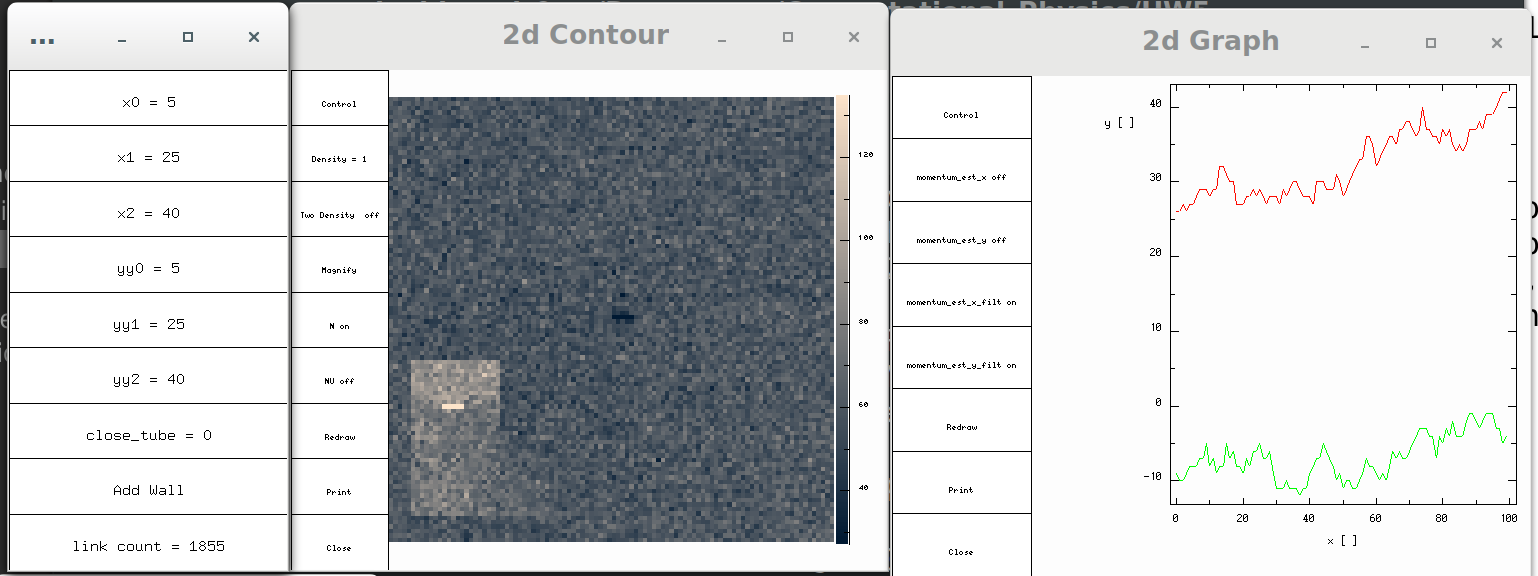 ...
x0 = 5
x1 = 25
x2 = 40
yy0 = 5
yy1 = 25
yy2 = 40
close_tube = 0
Add Wall
link count = 1855
2d Contour
Control
Density = 1
Two Density off
Magnify
N on
NU off
Redraw
Print
Close
120
100
80
60
40
2d Graph
Control
momentum_est_x off
momentum_est_y off
momentum_est_x_filt on
momentum_est_y_filt on
Redraw
Print
Close
y [ ]
40
30
20
10
0
-10
0 20 40 60 80 100
x [ ]